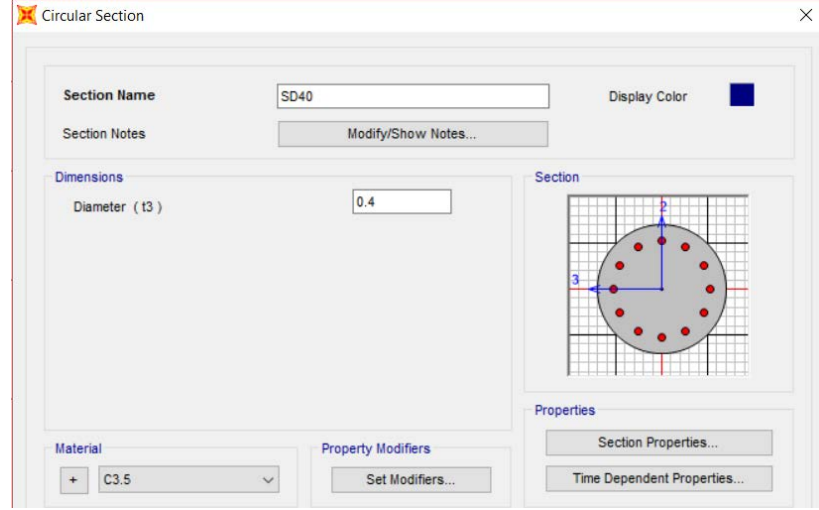 Circular Section
Section Name SD40 Display Color
Section Notes Modify/Show Notes...
Dimensions
Diameter ( t3 ) 0.4
Section
2
3
Properties
Section Properties...
Time Dependent Properties...
Material
+ C3.5
Property Modifiers
Set Modifiers...